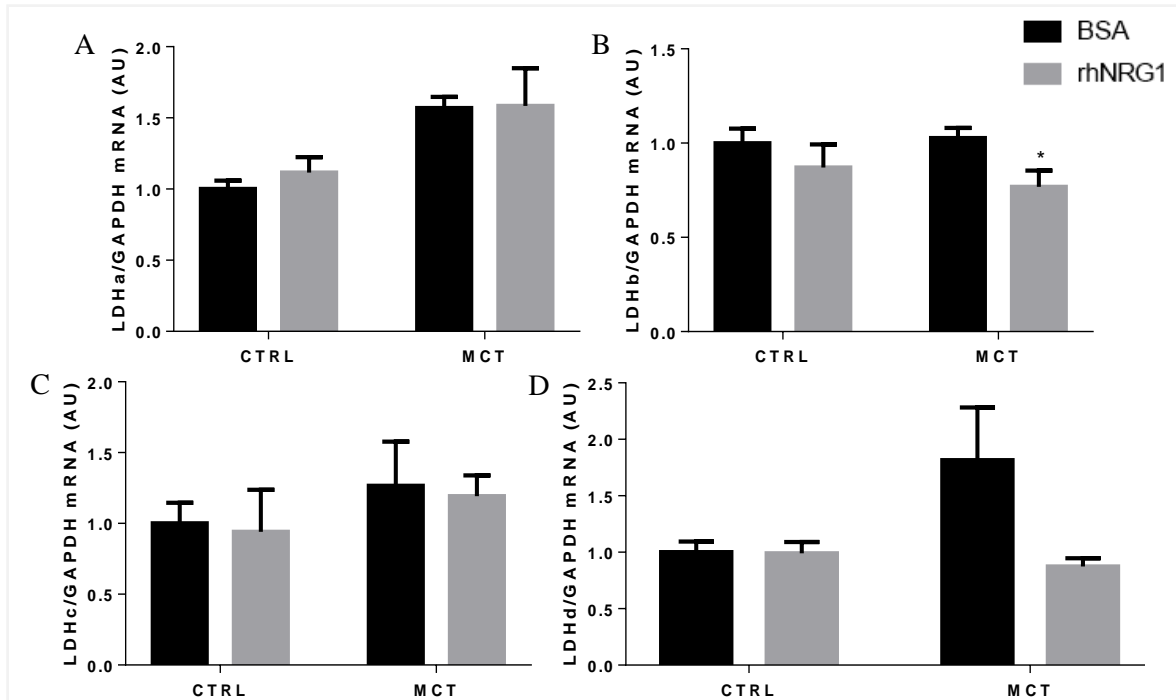 BSA
rhNRG1
A
LDHa/GAPDH mRNA (AU)
2.0
1.5
1.0
0.5
0.0
CTRL
MCT
B
LDHb/GAPDH mRNA (AU)
1.5
1.0
0.5
0.0
*
CTRL
MCT
C
LDHc/GAPDH mRNA (AU)
2.0
1.5
1.0
0.5
0.0
CTRL
MCT
D
LDHd/GAPDH mRNA (AU)
2.5
2.0
1.5
1.0
0.5
0.0
CTRL
MCT